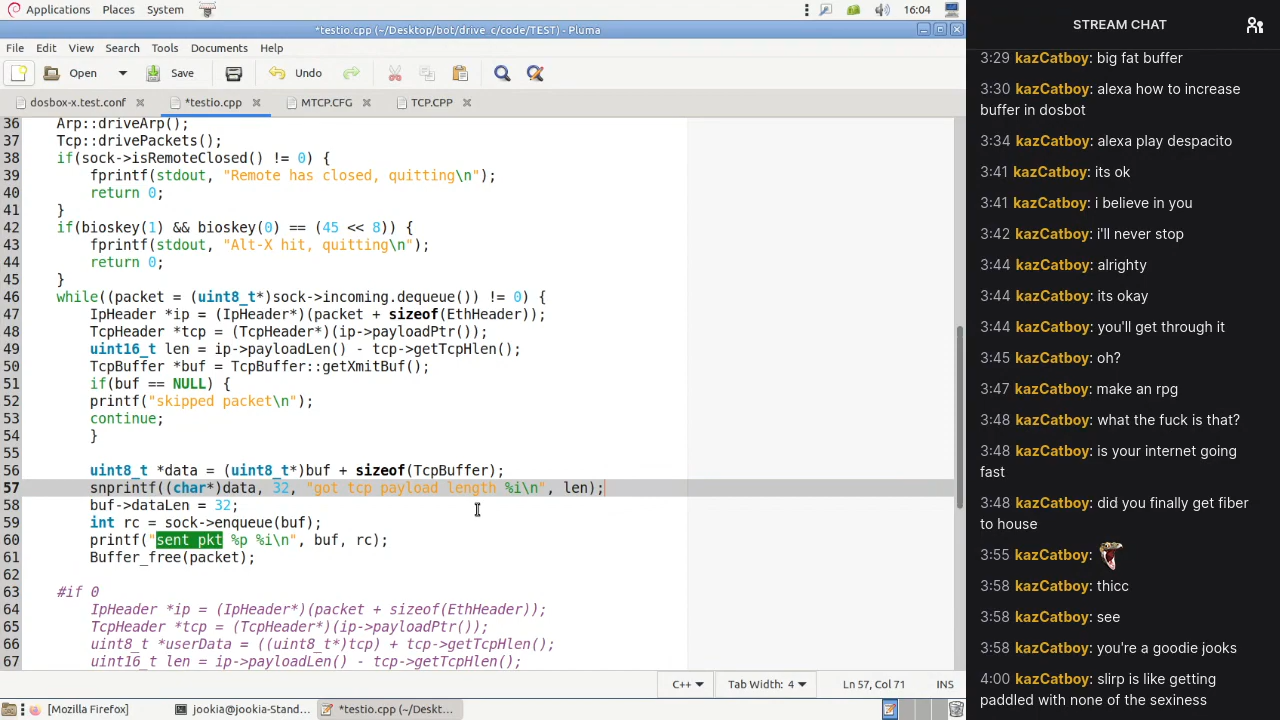 Applications Places System 16:04
*testio.cpp (~/Desktop/bot/drive_c/code/TEST) - Pluma
File Edit View Search Tools Documents Help
Open Save Undo
dosbox-x.test.conf *testio.cpp MTCP.CFG TCP.CPP
36 Arp::driveArp();
37 Tcp::drivePackets();
38 if(sock->isRemoteClosed() != 0) {
39 fprintf(stdout, "Remote has closed, quitting\n");
40 return 0;
41 }
42 if(bioskey(1) && bioskey(0) == (45 << 8)) {
43 fprintf(stdout, "Alt-X hit, quitting\n");
44 return 0;
45 }
46 while((packet = (uint8_t*)sock->incoming.dequeue()) != 0) {
47 IpHeader *ip = (IpHeader*)(packet + sizeof(EthHeader));
48 TcpHeader *tcp = (TcpHeader*)(ip->payloadPtr());
49 uint16_t len = ip->payloadLen() - tcp->getTcpHlen();
50 TcpBuffer *buf = TcpBuffer::getXmitBuf();
51 if(buf == NULL) {
52 printf("skipped packet\n");
53 continue;
54 }
55
56 uint8_t *data = (uint8_t*)buf + sizeof(TcpBuffer);
57 snprintf((char*)data, 32, "got tcp payload length %i\n", len);
58 buf->dataLen = 32;
59 int rc = sock->enqueue(buf);
60 printf("sent pkt %p %i\n", buf, rc);
61 Buffer_free(packet);
62
63 #if 0
64 IpHeader *ip = (IpHeader*)(packet + sizeof(EthHeader));
65 TcpHeader *tcp = (TcpHeader*)(ip->payloadPtr());
66 uint8_t *userData = ((uint8_t*)tcp) + tcp->getTcpHlen();
67 uint16_t len = ip->payloadLen() - tcp->getTcpHlen();
C++ Tab Width: 4 Ln 57, Col 71 INS
[Mozilla Firefox] jookia@jookia-Stand... *testio.cpp (~/Deskt...
STREAM CHAT
3:29 kazCatboy: big fat buffer
3:30 kazCatboy: alexa how to increase
buffer in dosbot
3:34 kazCatboy: alexa play despacito
3:41 kazCatboy: its ok
3:41 kazCatboy: i believe in you
3:42 kazCatboy: i'll never stop
3:44 kazCatboy: alrighty
3:44 kazCatboy: its okay
3:44 kazCatboy: you'll get through it
3:45 kazCatboy: oh?
3:47 kazCatboy: make an rpg
3:48 kazCatboy: what the fuck is that?
3:48 kazCatboy: is your internet going
fast
3:48 kazCatboy: did you finally get fiber
to house
3:55 kazCatboy:
3:58 kazCatboy: thicc
3:58 kazCatboy: see
3:58 kazCatboy: you're a goodie jooks
4:00 kazCatboy: slirp is like getting
paddled with none of the sexiness